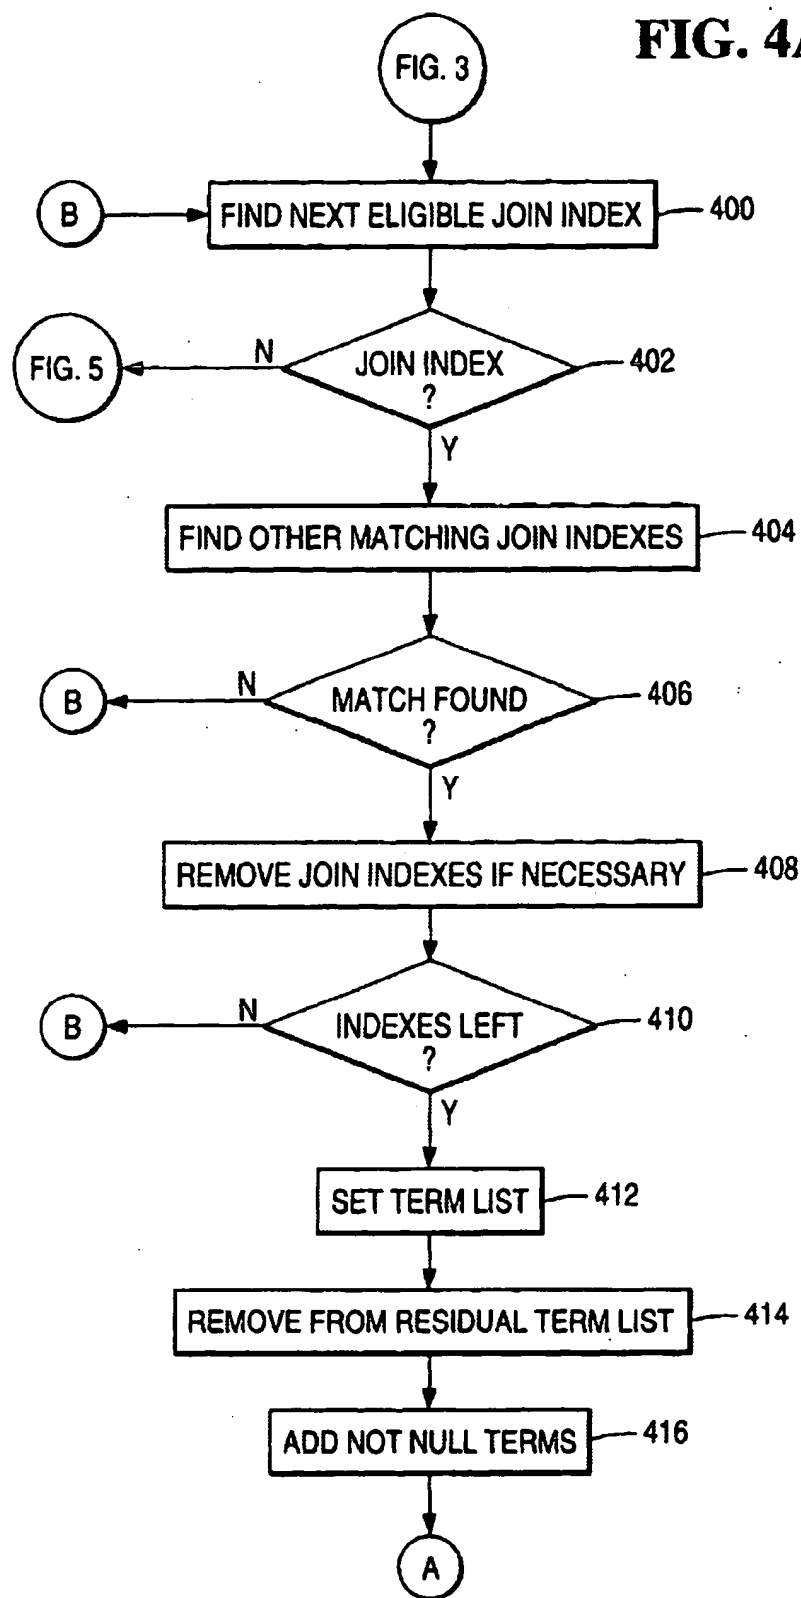 FIG. 4A
FIG. 3
B
FIND NEXT ELIGIBLE JOIN INDEX
400
FIG. 5
N
JOIN INDEX
?
402
Y
FIND OTHER MATCHING JOIN INDEXES
404
B
N
MATCH FOUND
?
406
Y
REMOVE JOIN INDEXES IF NECESSARY
408
B
N
INDEXES LEFT
?
410
Y
SET TERM LIST
412
REMOVE FROM RESIDUAL TERM LIST
414
ADD NOT NULL TERMS
416
A